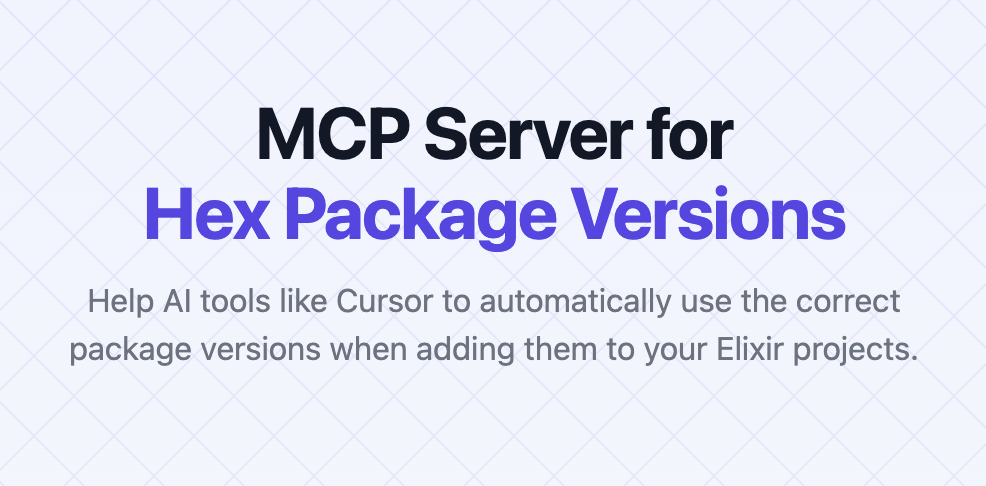 MCP Server for
Hex Package Versions
Help AI tools like Cursor to automatically use the correct
package versions when adding them to your Elixir projects.